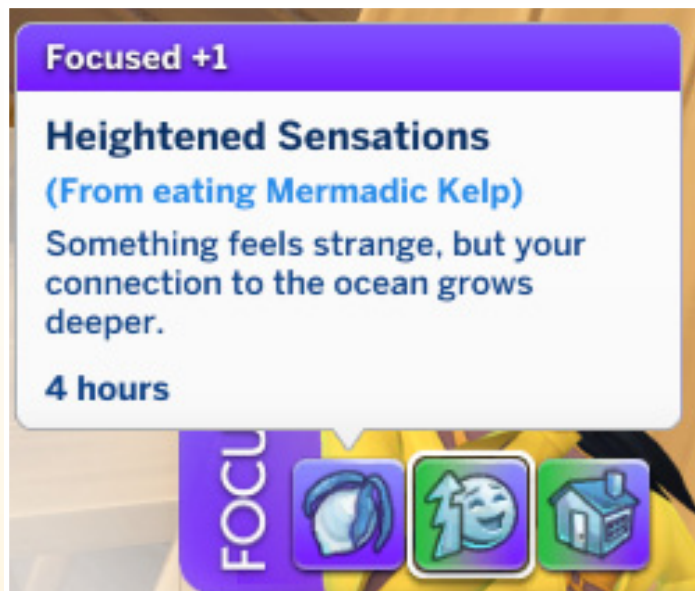 Focused +1
Heightened Sensations
(From eating Mermadic Kelp)
Something feels strange, but your
connection to the ocean grows
deeper.
4 hours
FOCU